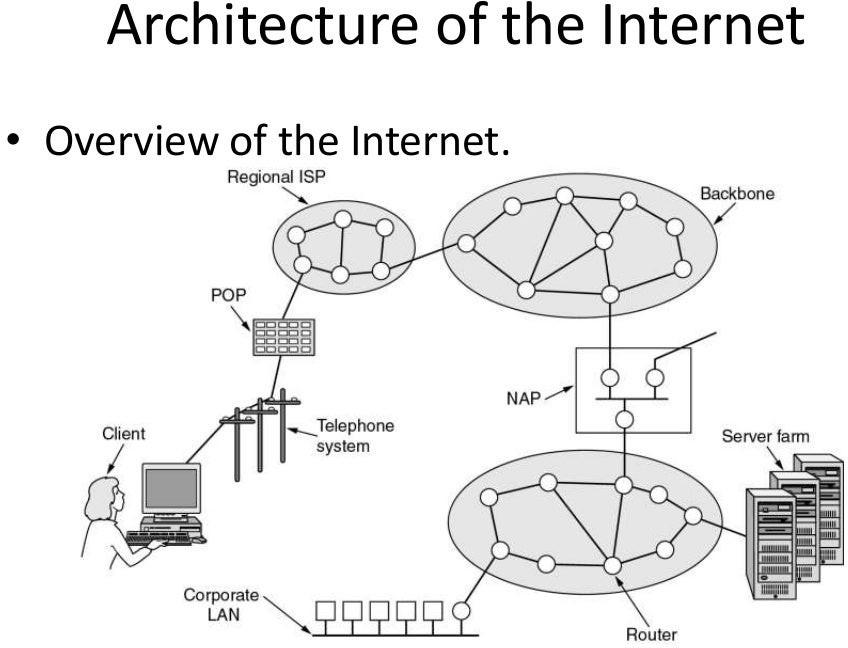 Architecture of the Internet
• Overview of the Internet.
Regional ISP
Backbone
POP
NAP
Telephone
system
Client
Server farm
Corporate
LAN
Router